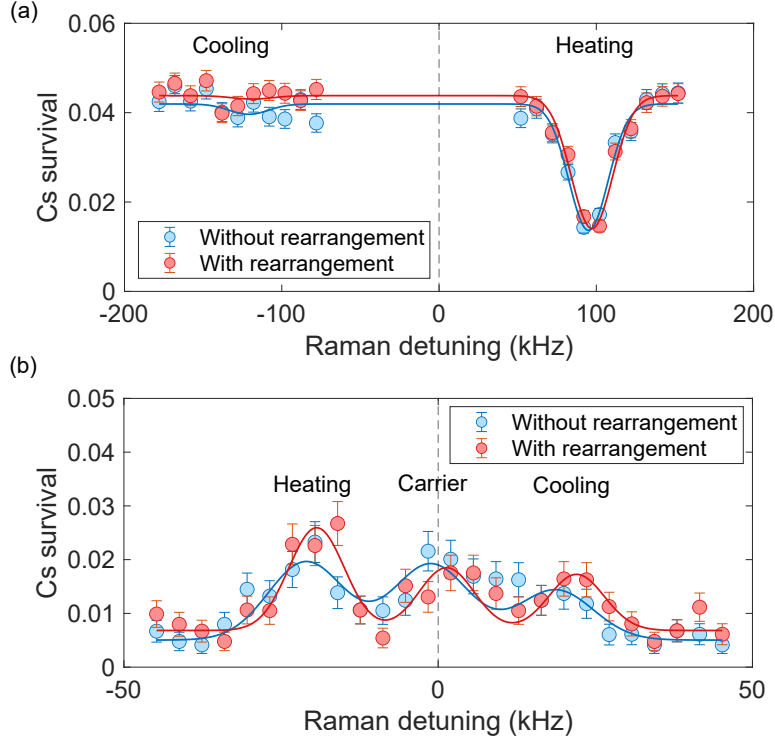 (a)
0.06
0.04
0.02
0
Cs survival
Cooling
Heating
Without rearrangement
With rearrangement
-200
-100
0
100
200
Raman detuning (kHz)
(b)
0.05
0.04
0.03
0.02
0.01
0
Cs survival
Without rearrangement
With rearrangement
Heating
Carrier
Cooling
-50
0
50
Raman detuning (kHz)